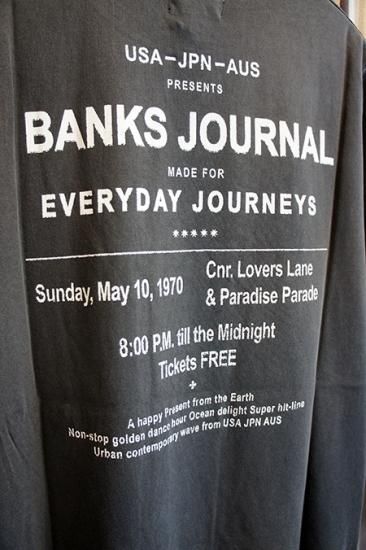 USA-JPN-AUS
PRESENTS
BANKS JOURNAL
MADE FOR
EVERYDAY JOURNEYS
*****
Sunday, May 10, 1970
Cnr. Lovers Lane
& Paradise Parade
8:00 P.M. till the Midnight
Tickets FREE
+
A happy Present from the Earth
Non-stop golden dance hour Ocean delight Super hit-line
Urban contemporary wave from USA JPN AUS